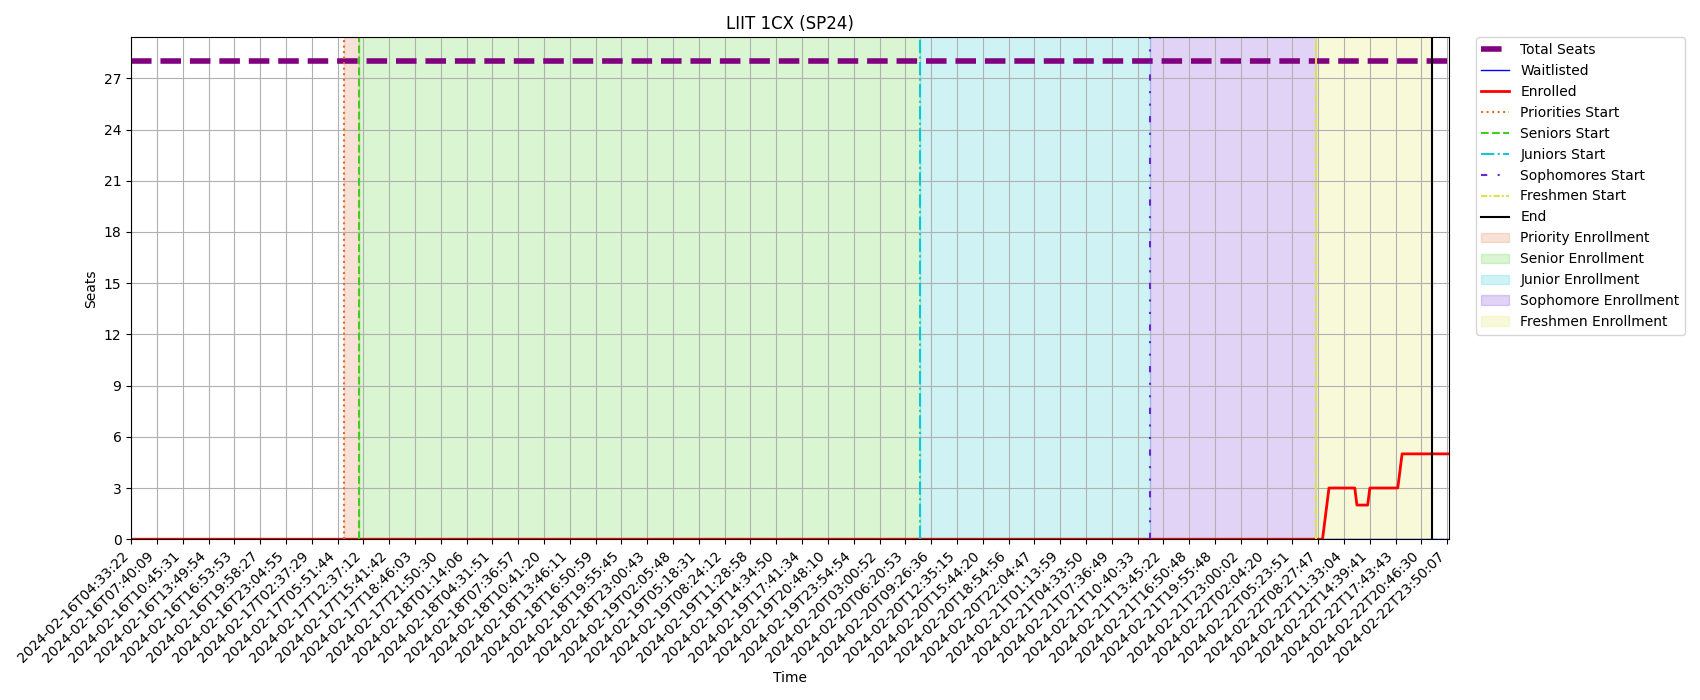 LIIT 1CX (SP24)
Seats
27
24
21
18
15
12
9
6
3
0
2024-02-16T04:33:22
2024-02-16T07:40:09
2024-02-16T10:45:31
2024-02-16T13:49:54
2024-02-16T16:53:53
2024-02-16T19:58:27
2024-02-16T23:04:55
2024-02-17T02:37:29
2024-02-17T05:51:44
2024-02-17T12:37:12
2024-02-17T15:41:42
2024-02-17T18:46:03
2024-02-17T21:50:30
2024-02-18T01:14:06
2024-02-18T04:31:51
2024-02-18T07:36:57
2024-02-18T10:41:20
2024-02-18T13:46:11
2024-02-18T16:50:59
2024-02-18T19:55:45
2024-02-18T23:00:43
2024-02-19T02:05:48
2024-02-19T05:18:31
2024-02-19T08:24:12
2024-02-19T11:28:58
2024-02-19T14:34:50
2024-02-19T17:41:34
2024-02-19T20:48:10
2024-02-19T23:54:54
2024-02-20T03:00:52
2024-02-20T06:20:53
2024-02-20T09:26:36
2024-02-20T12:35:15
2024-02-20T15:44:20
2024-02-20T18:54:56
2024-02-20T22:04:47
2024-02-21T01:13:59
2024-02-21T04:33:50
2024-02-21T07:36:49
2024-02-21T10:40:33
2024-02-21T13:45:22
2024-02-21T16:50:48
2024-02-21T19:55:48
2024-02-21T23:00:02
2024-02-22T02:04:20
2024-02-22T05:23:51
2024-02-22T08:27:47
2024-02-22T11:33:04
2024-02-22T14:39:41
2024-02-22T17:43:43
2024-02-22T20:46:30
2024-02-22T23:50:07
Time
Total Seats
Waitlisted
Enrolled
Priorities Start
Seniors Start
Juniors Start
Sophomores Start
Freshmen Start
End
Priority Enrollment
Senior Enrollment
Junior Enrollment
Sophomore Enrollment
Freshmen Enrollment